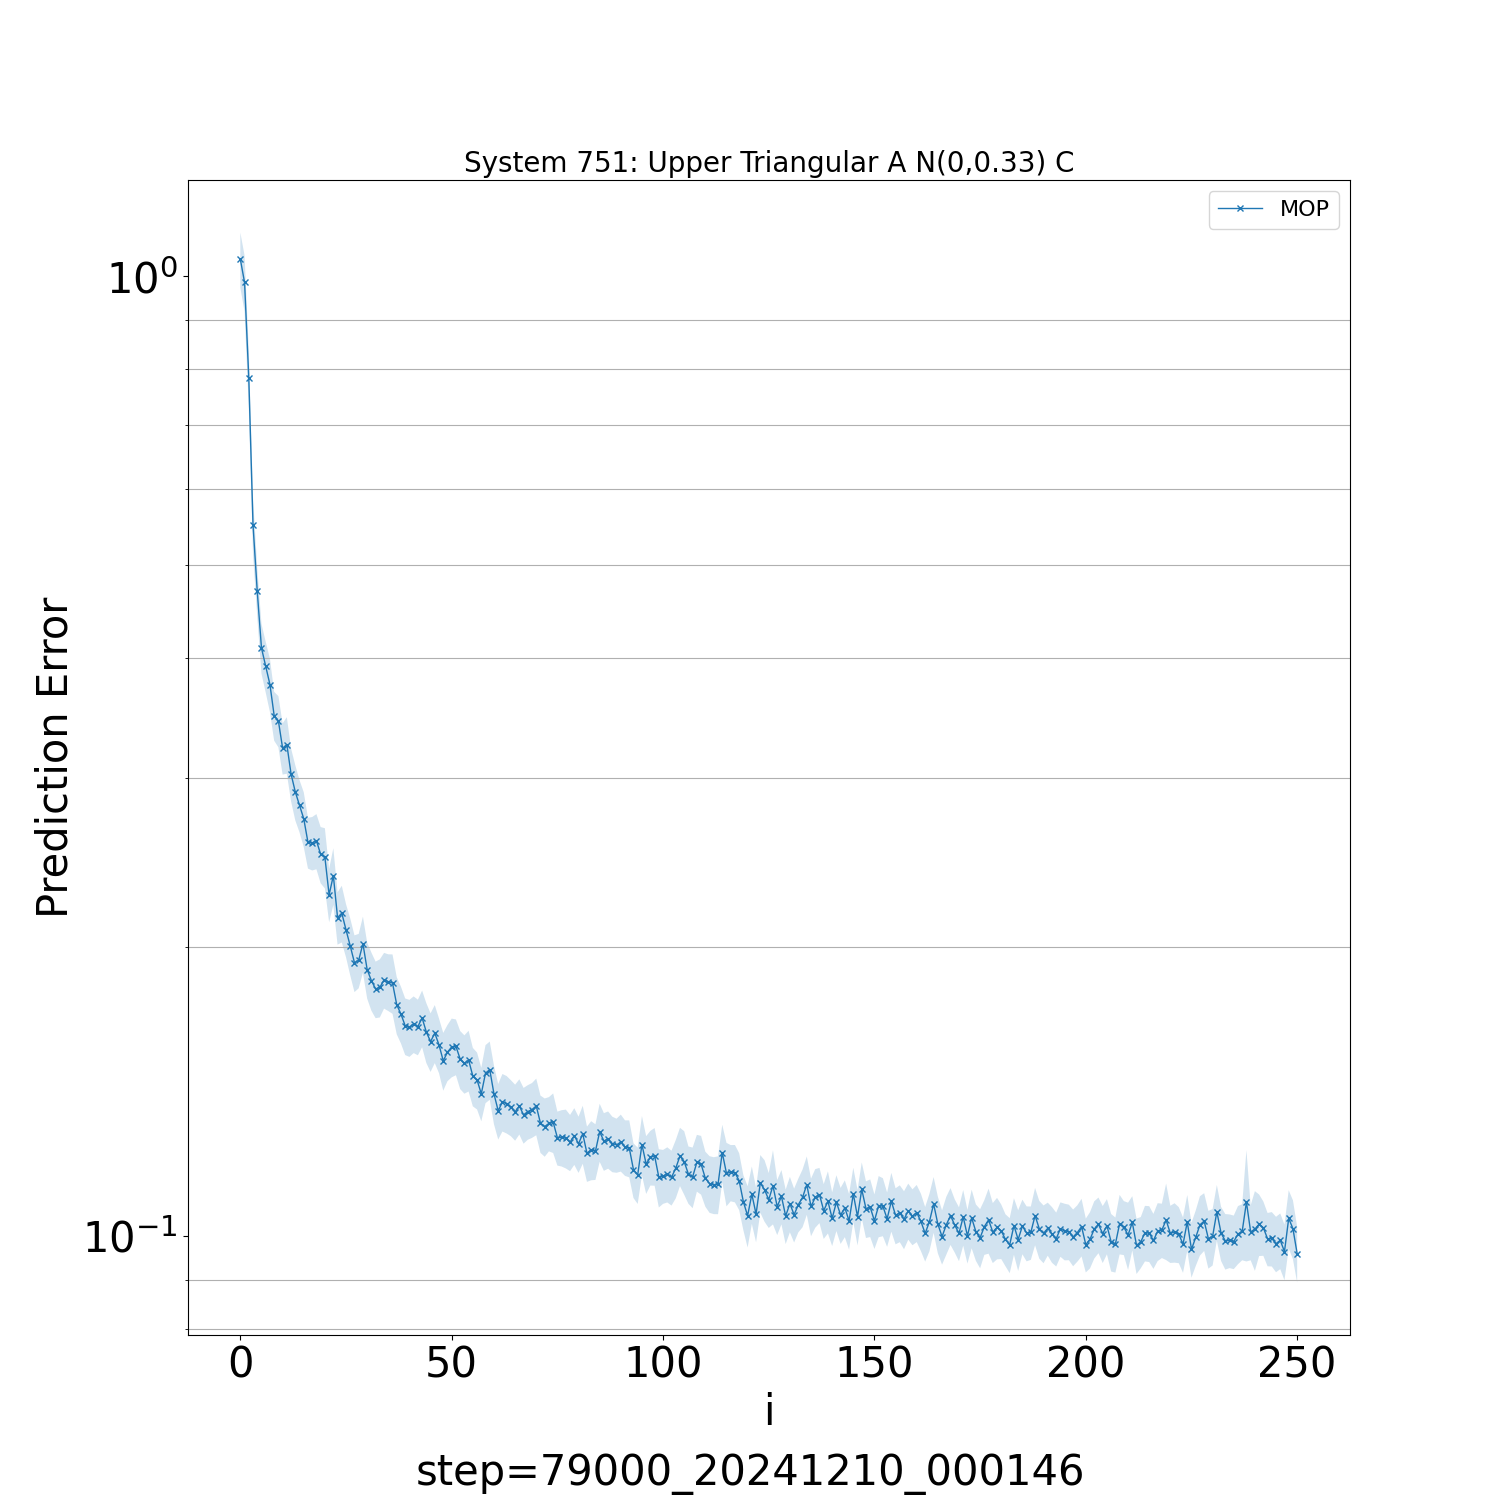 System 751: Upper Triangular A N(0,0.33) C
MOP
10⁰
10⁻¹
Prediction Error
0 50 100 150 200 250
i
step=79000_20241210_000146